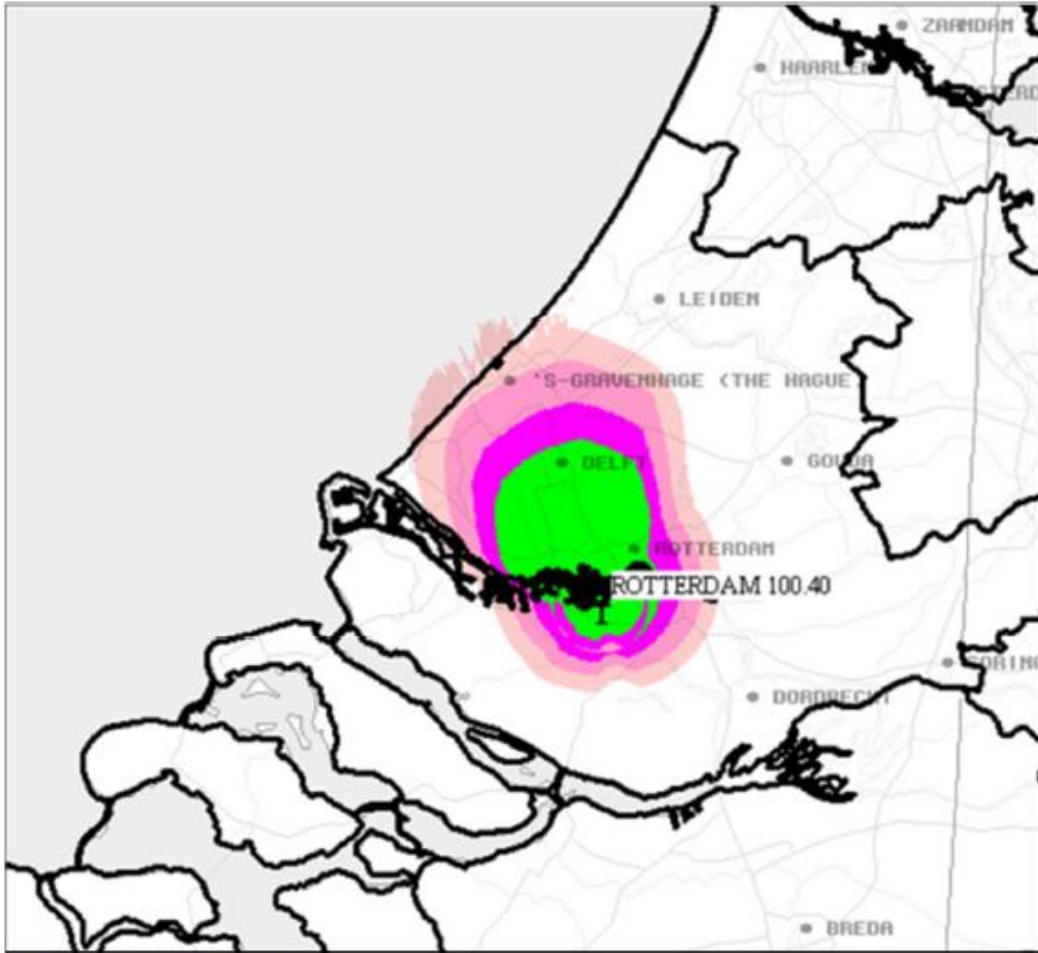 ZAANDAM
HAARLEM
LEIDEN
'S-GRAVENHAGE (THE HAGUE
DELFT
GOUDA
ROTTERDAM
ROTTERDAM 100.40
DORDRECHT
BREDA